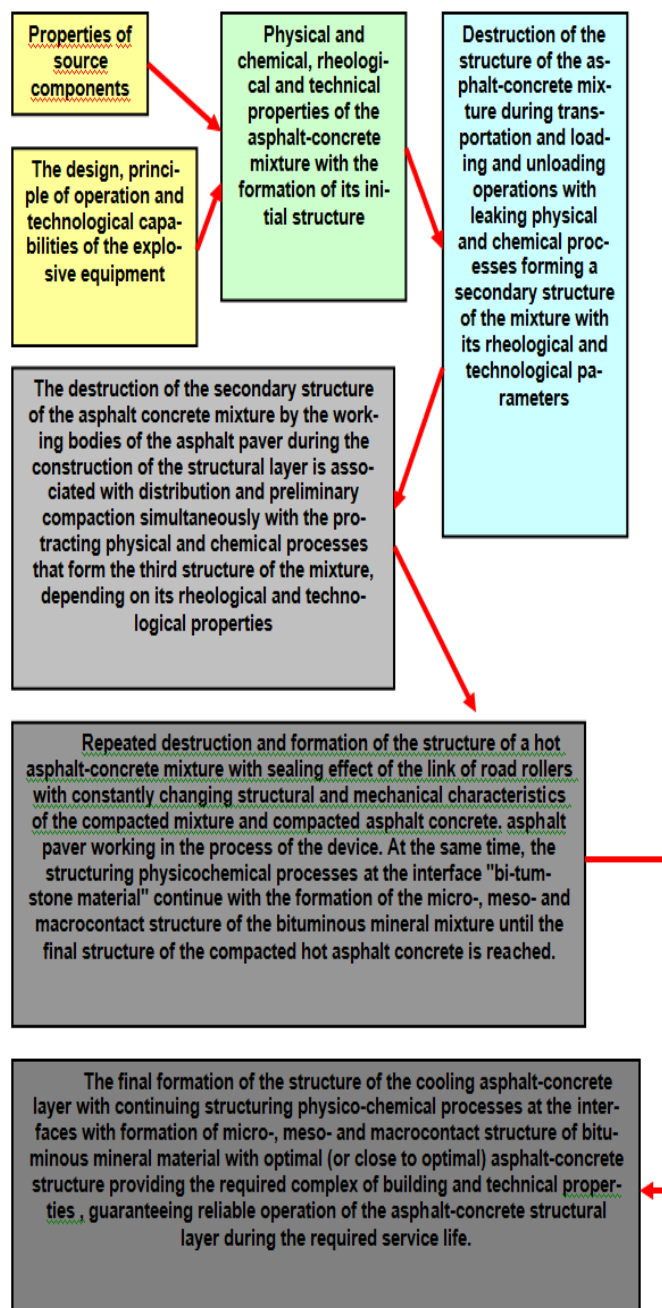 Properties of
source
components
The design, princi-
ple of operation and
technological capa-
bilities of the explo-
sive equipment
Physical and
chemical, rheologi-
cal and technical
properties of the
asphalt-concrete
mixture with the
formation of its ini-
tial structure
Destruction of the
structure of the as-
phalt-concrete mix-
ture during trans-
portation and load-
ing and unloading
operations with
leaking physical
and chemical proc-
esses forming a
secondary structure
of the mixture with
its rheological and
technological pa-
rameters
The destruction of the secondary structure
of the asphalt concrete mixture by the work-
ing bodies of the asphalt paver during the
construction of the structural layer is asso-
ciated with distribution and preliminary
compaction simultaneously with the pro-
tracting physical and chemical processes
that form the third structure of the mixture,
depending on its rheological and techno-
logical properties
Repeated destruction and formation of the structure of a hot
asphalt-concrete mixture with sealing effect of the link of road rollers
with constantly changing structural and mechanical characteristics
of the compacted mixture and compacted asphalt concrete. asphalt
paver working in the process of the device. At the same time, the
structuring physicochemical processes at the interface "bi-tum-
stone material" continue with the formation of the micro-, meso- and
macrocontact structure of the bituminous mineral mixture until the
final structure of the compacted hot asphalt concrete is reached.
The final formation of the structure of the cooling asphalt-concrete
layer with continuing structuring physico-chemical processes at the inter-
faces with formation of micro-, meso- and macrocontact structure of bitu-
minous mineral material with optimal (or close to optimal) asphalt-concrete
structure providing the required complex of building and technical proper-
ties , guaranteeing reliable operation of the asphalt-concrete structural
layer during the required service life.